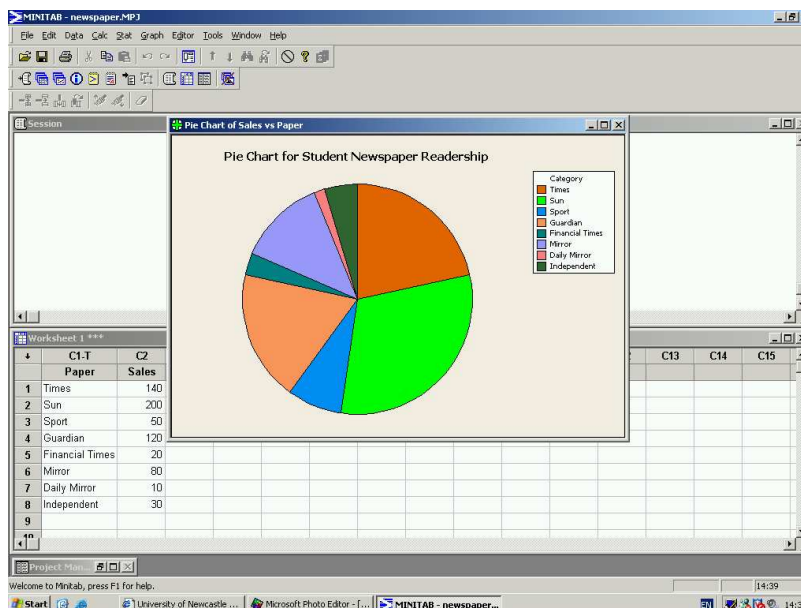 MINITAB - newspaper.MPJ
File Edit Data Calc Stat Graph Editor Tools Window Help
Session
Pie Chart of Sales vs Paper
Pie Chart for Student Newspaper Readership
Category
Times
Sun
Sport
Guardian
Financial Times
Mirror
Daily Mirror
Independent
Worksheet 1 ***
C1-T C2 C13 C14 C15
Paper Sales
1 Times 140
2 Sun 200
3 Sport 50
4 Guardian 120
5 Financial Times 20
6 Mirror 80
7 Daily Mirror 10
8 Independent 30
9
10
Project Man...
Welcome to Minitab, press F1 for help. 14:39
Start University of Newcastle ... Microsoft Photo Editor - [... MINITAB - newspaper... EN